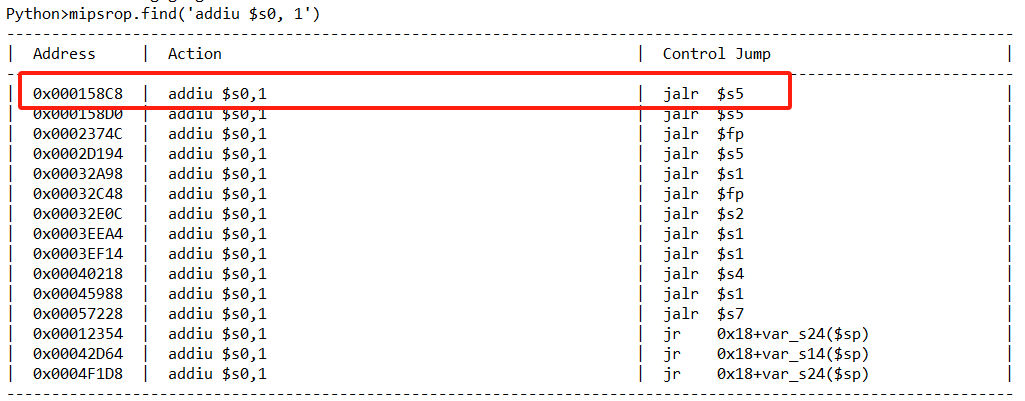 Python>mipsrop.find('addiu $s0, 1')
| Address | Action | Control Jump |
| 0x000158C8 | addiu $s0,1 | jalr $s5 |
| 0x000158D0 | addiu $s0,1 | jalr $s5 |
| 0x0002374C | addiu $s0,1 | jalr $fp |
| 0x0002D194 | addiu $s0,1 | jalr $s5 |
| 0x00032A98 | addiu $s0,1 | jalr $s1 |
| 0x00032C48 | addiu $s0,1 | jalr $fp |
| 0x00032E0C | addiu $s0,1 | jalr $s2 |
| 0x0003EEA4 | addiu $s0,1 | jalr $s1 |
| 0x0003EF14 | addiu $s0,1 | jalr $s1 |
| 0x00040218 | addiu $s0,1 | jalr $s4 |
| 0x00045988 | addiu $s0,1 | jalr $s1 |
| 0x00057228 | addiu $s0,1 | jalr $s7 |
| 0x00012354 | addiu $s0,1 | jr 0x18+var_s24($sp) |
| 0x00042D64 | addiu $s0,1 | jr 0x18+var_s14($sp) |
| 0x0004F1D8 | addiu $s0,1 | jr 0x18+var_s24($sp) |